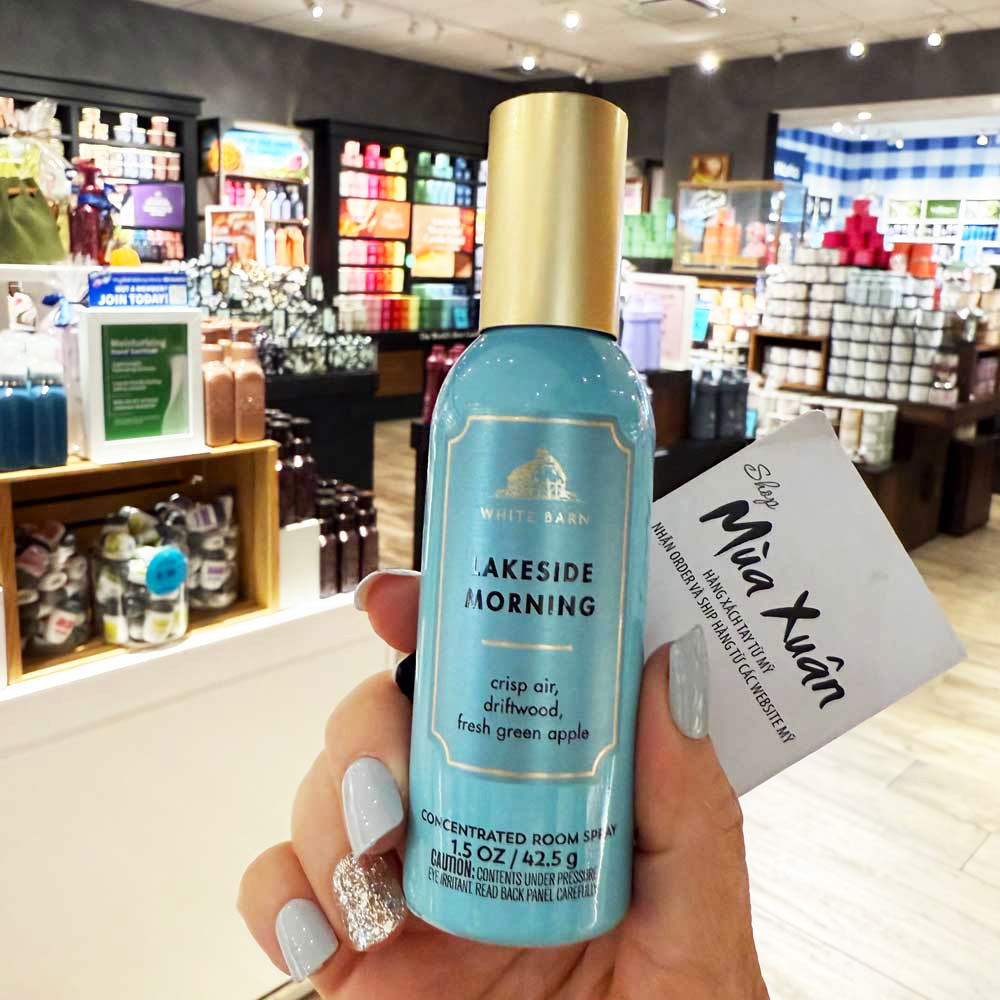 WHITE BARN
LAKESIDE
MORNING
crisp air,
driftwood,
fresh green apple
CONCENTRATED ROOM SPRAY
1.5 OZ / 42.5 g
CAUTION: CONTENTS UNDER PRESSURE.
EYE IRRITANT. READ BACK PANEL CAREFULLY.
Shop
Mùa Xuân
HÀNG XÁCH TAY TỪ MỸ
NHẬN ORDER VÀ SHIP HÀNG TỪ CÁC WEBSITE MỸ
JOIN TODAY!
Moisturizing
Hand Sanitizer